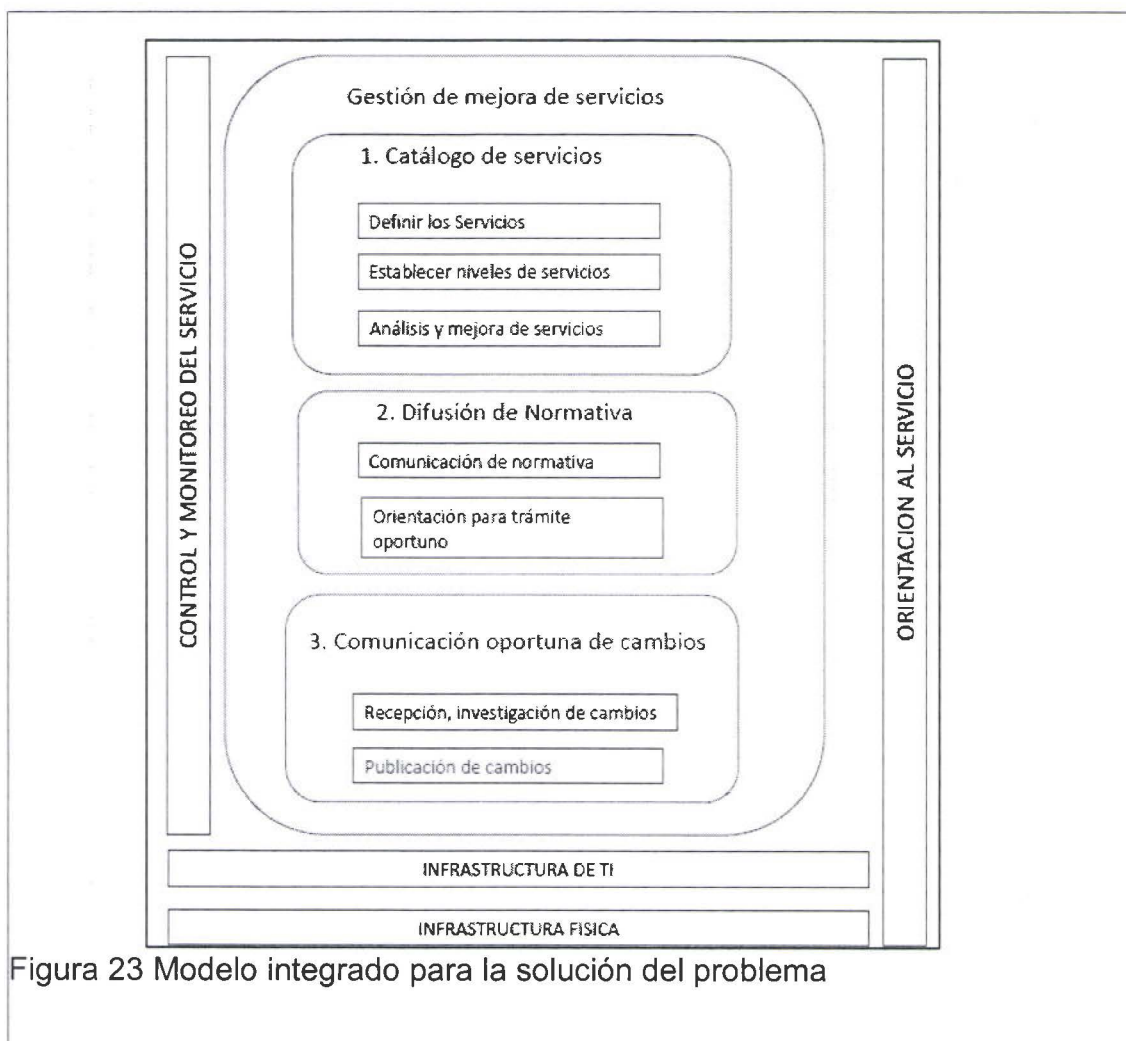 Gestión de mejora de servicios
1. Catálogo de servicios
Definir los Servicios
Establecer niveles de servicios
Análisis y mejora de servicios
2. Difusión de Normativa
Comunicación de normativa
Orientación para trámite
oportuno
3. Comunicación oportuna de cambios
Recepción, investigación de cambios
Publicación de cambios
CONTROL Y MONITOREO DEL SERVICIO
ORIENTACION AL SERVICIO
INFRASTRUCTURA DE TI
INFRASTRUCTURA FISICA
Figura 23 Modelo integrado para la solución del problema